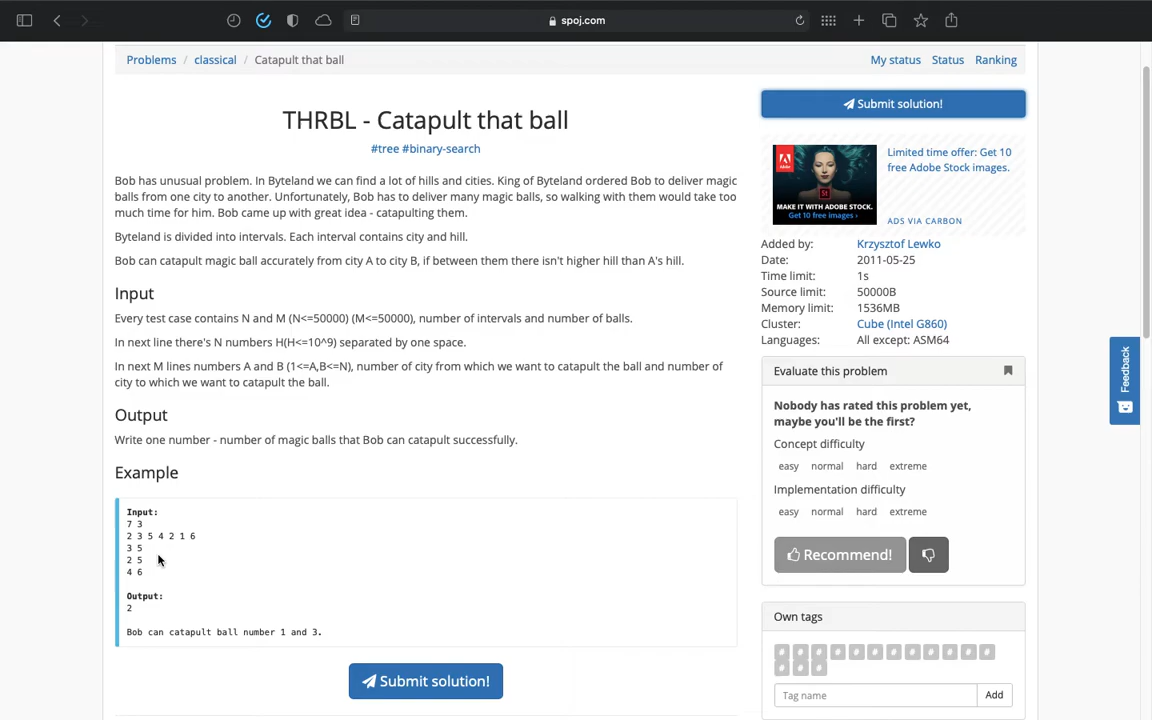 spoj.com
Problems / classical / Catapult that ball
My status Status Ranking
THRBL - Catapult that ball
#tree #binary-search
Bob has unusual problem. In Byteland we can find a lot of hills and cities. King of Byteland ordered Bob to deliver magic
balls from one city to another. Unfortunately, Bob has to deliver many magic balls, so walking with them would take too
much time for him. Bob came up with great idea - catapulting them.
Byteland is divided into intervals. Each interval contains city and hill.
Bob can catapult magic ball accurately from city A to city B, if between them there isn't higher hill than A's hill.
Input
Every test case contains N and M (N<=50000) (M<=50000), number of intervals and number of balls.
In next line there's N numbers H(H<=10^9) separated by one space.
In next M lines numbers A and B (1<=A,B<=N), number of city from which we want to catapult the ball and number of
city to which we want to catapult the ball.
Output
Write one number - number of magic balls that Bob can catapult successfully.
Example
Input:
7 3
2 3 5 4 2 1 6
3 5
2 5
4 6
Output:
2
Bob can catapult ball number 1 and 3.
Submit solution!
Submit solution!
MAKE IT WITH ADOBE STOCK.
Get 10 free images ›
St
Adobe
Limited time offer: Get 10
free Adobe Stock images.
ADS VIA CARBON
Added by: Krzysztof Lewko
Date: 2011-05-25
Time limit: 1s
Source limit: 50000B
Memory limit: 1536MB
Cluster: Cube (Intel G860)
Languages: All except: ASM64
Evaluate this problem
Nobody has rated this problem yet,
maybe you'll be the first?
Concept difficulty
easy normal hard extreme
Implementation difficulty
easy normal hard extreme
Recommend!
Own tags
# # # # # # # # # # # #
# # #
Tag name Add
Feedback